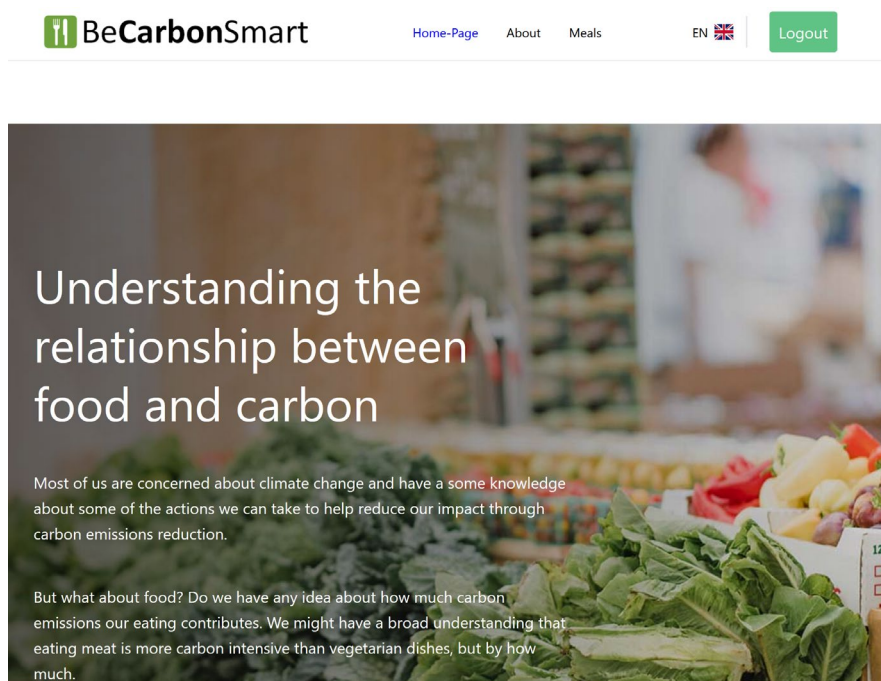 BeCarbonSmart
Home-Page About Meals EN Logout
Understanding the
relationship between
food and carbon
Most of us are concerned about climate change and have a some knowledge
about some of the actions we can take to help reduce our impact through
carbon emissions reduction.
But what about food? Do we have any idea about how much carbon
emissions our eating contributes. We might have a broad understanding that
eating meat is more carbon intensive than vegetarian dishes, but by how
much.